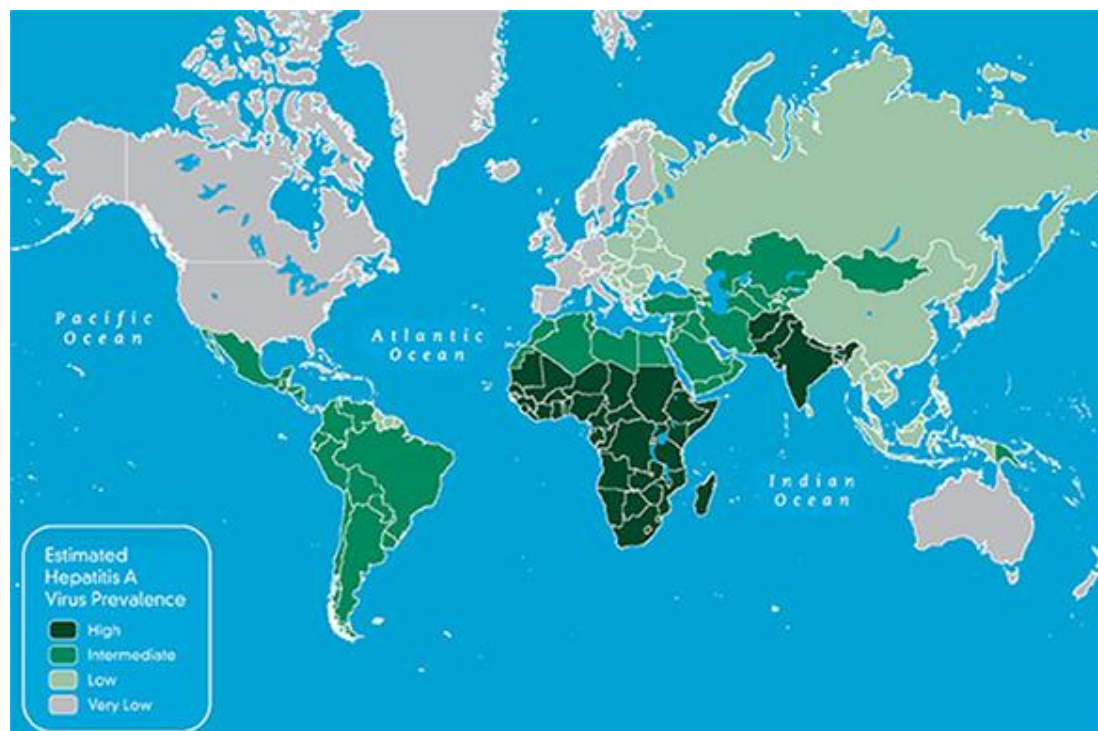 Pacific
Ocean
Atlantic
Ocean
Indian
Ocean
Estimated
Hepatitis A
Virus Prevalence
High
Intermediate
Low
Very Low